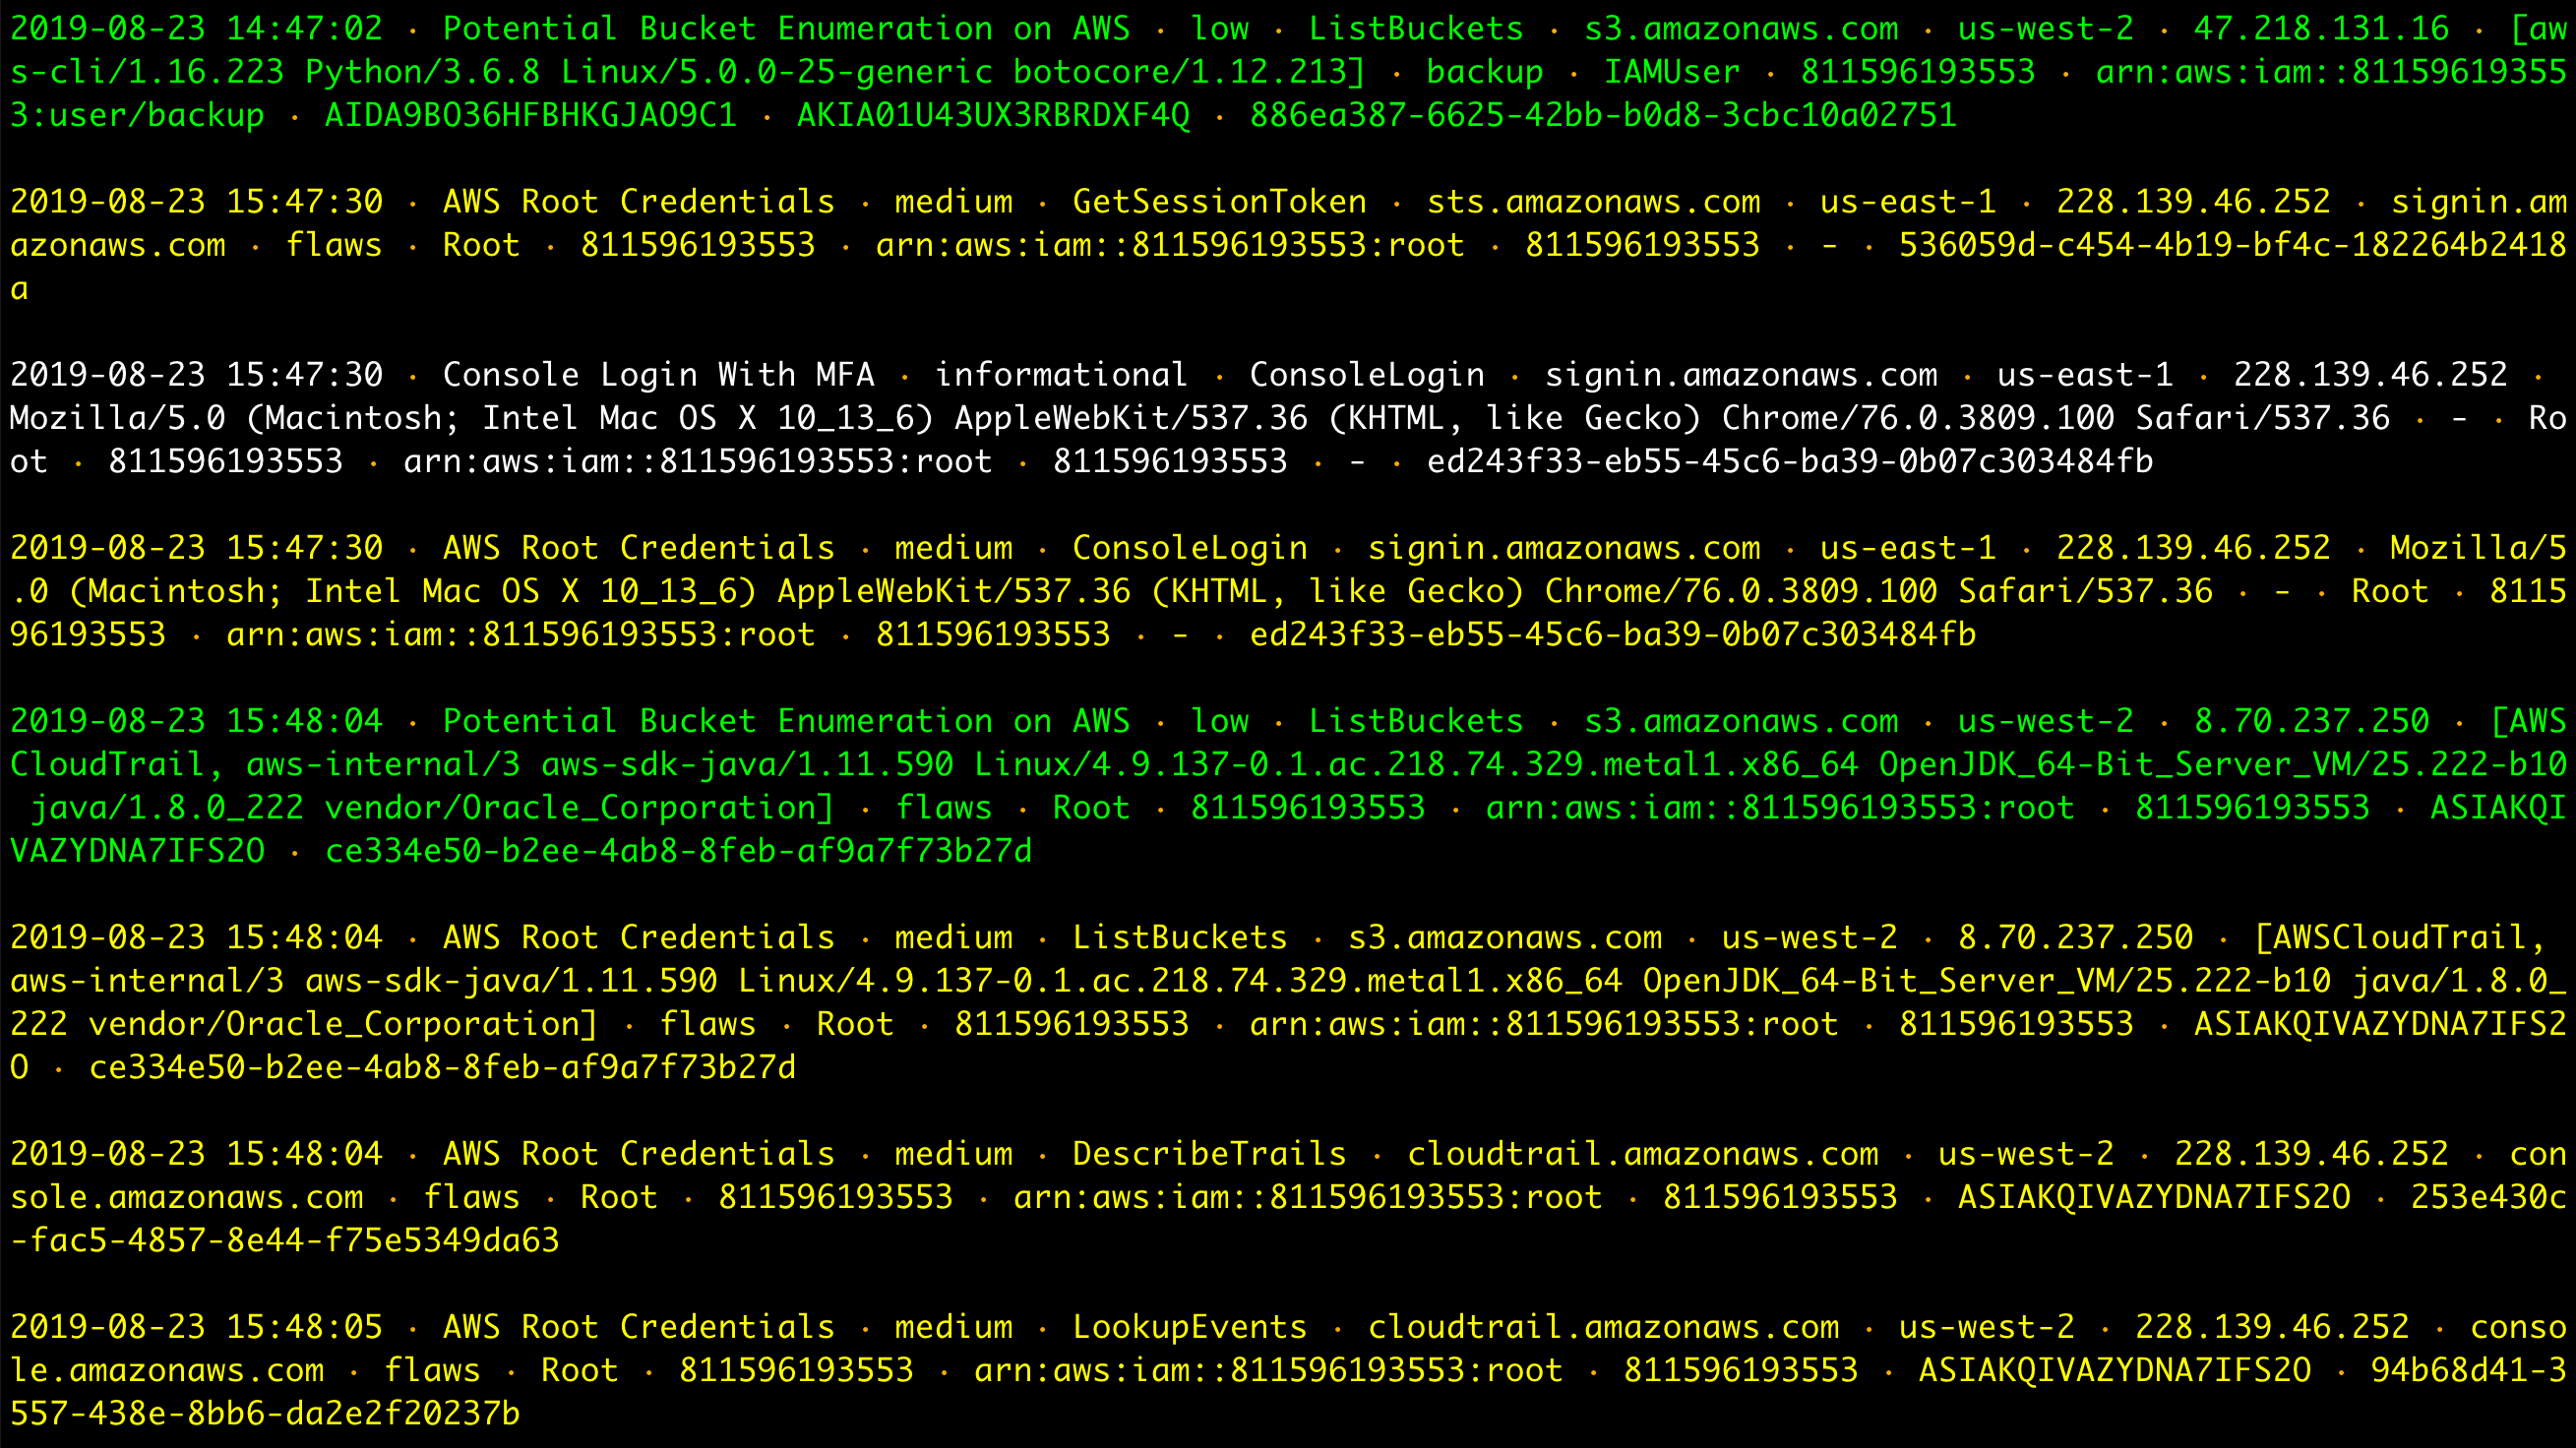 2019-08-23 14:47:02 · Potential Bucket Enumeration on AWS · low · ListBuckets · s3.amazonaws.com · us-west-2 · 47.218.131.16 · [aw
s-cli/1.16.223 Python/3.6.8 Linux/5.0.0-25-generic botocore/1.12.213] · backup · IAMUser · 811596193553 · arn:aws:iam::81159619355
3:user/backup · AIDA9BO36HFBHKGJAO9C1 · AKIA01U43UX3RBRDXF4Q · 886ea387-6625-42bb-b0d8-3cbc10a02751
2019-08-23 15:47:30 · AWS Root Credentials · medium · GetSessionToken · sts.amazonaws.com · us-east-1 · 228.139.46.252 · signin.am
azonaws.com · flaws · Root · 811596193553 · arn:aws:iam::811596193553:root · 811596193553 · - · 536059d-c454-4b19-bf4c-182264b2418
a
2019-08-23 15:47:30 · Console Login With MFA · informational · ConsoleLogin · signin.amazonaws.com · us-east-1 · 228.139.46.252 ·
Mozilla/5.0 (Macintosh; Intel Mac OS X 10_13_6) AppleWebKit/537.36 (KHTML, like Gecko) Chrome/76.0.3809.100 Safari/537.36 · - · Ro
ot · 811596193553 · arn:aws:iam::811596193553:root · 811596193553 · - · ed243f33-eb55-45c6-ba39-0b07c303484fb
2019-08-23 15:47:30 · AWS Root Credentials · medium · ConsoleLogin · signin.amazonaws.com · us-east-1 · 228.139.46.252 · Mozilla/5
.0 (Macintosh; Intel Mac OS X 10_13_6) AppleWebKit/537.36 (KHTML, like Gecko) Chrome/76.0.3809.100 Safari/537.36 · - · Root · 8115
96193553 · arn:aws:iam::811596193553:root · 811596193553 · - · ed243f33-eb55-45c6-ba39-0b07c303484fb
2019-08-23 15:48:04 · Potential Bucket Enumeration on AWS · low · ListBuckets · s3.amazonaws.com · us-west-2 · 8.70.237.250 · [AWS
CloudTrail, aws-internal/3 aws-sdk-java/1.11.590 Linux/4.9.137-0.1.ac.218.74.329.metal1.x86_64 OpenJDK_64-Bit_Server_VM/25.222-b10
java/1.8.0_222 vendor/Oracle_Corporation] · flaws · Root · 811596193553 · arn:aws:iam::811596193553:root · 811596193553 · ASIAKQI
VAZYDNA7IFS2O · ce334e50-b2ee-4ab8-8feb-af9a7f73b27d
2019-08-23 15:48:04 · AWS Root Credentials · medium · ListBuckets · s3.amazonaws.com · us-west-2 · 8.70.237.250 · [AWSCloudTrail,
aws-internal/3 aws-sdk-java/1.11.590 Linux/4.9.137-0.1.ac.218.74.329.metal1.x86_64 OpenJDK_64-Bit_Server_VM/25.222-b10 java/1.8.0_
222 vendor/Oracle_Corporation] · flaws · Root · 811596193553 · arn:aws:iam::811596193553:root · 811596193553 · ASIAKQIVAZYDNA7IFS2
O · ce334e50-b2ee-4ab8-8feb-af9a7f73b27d
2019-08-23 15:48:04 · AWS Root Credentials · medium · DescribeTrails · cloudtrail.amazonaws.com · us-west-2 · 228.139.46.252 · con
sole.amazonaws.com · flaws · Root · 811596193553 · arn:aws:iam::811596193553:root · 811596193553 · ASIAKQIVAZYDNA7IFS2O · 253e430c
-fac5-4857-8e44-f75e5349da63
2019-08-23 15:48:05 · AWS Root Credentials · medium · LookupEvents · cloudtrail.amazonaws.com · us-west-2 · 228.139.46.252 · conso
le.amazonaws.com · flaws · Root · 811596193553 · arn:aws:iam::811596193553:root · 811596193553 · ASIAKQIVAZYDNA7IFS2O · 94b68d41-3
557-438e-8bb6-da2e2f20237b